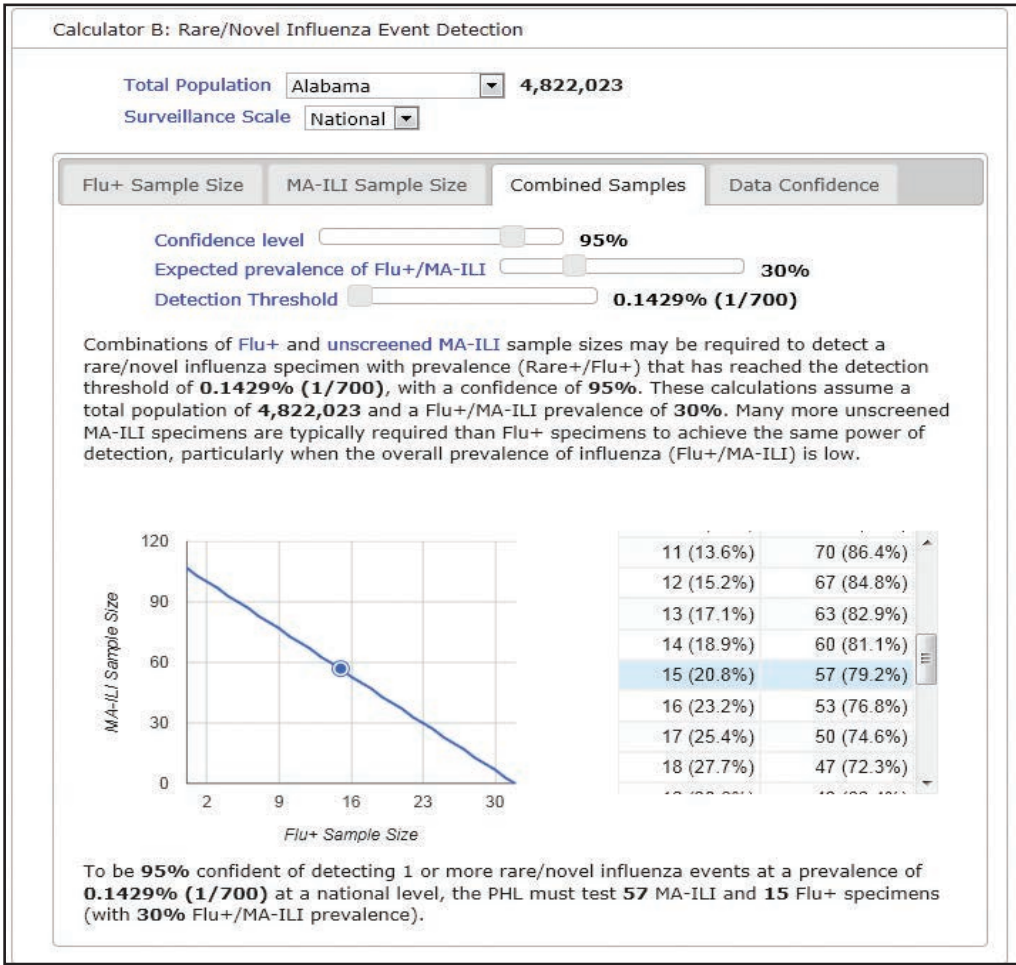 Calculator B: Rare/Novel Influenza Event Detection
Total Population Alabama 4,822,023
Surveillance Scale National
Flu+ Sample Size MA-ILI Sample Size Combined Samples Data Confidence
Confidence level 95%
Expected prevalence of Flu+/MA-ILI 30%
Detection Threshold 0.1429% (1/700)
Combinations of Flu+ and unscreened MA-ILI sample sizes may be required to detect a
rare/novel influenza specimen with prevalence (Rare+/Flu+) that has reached the detection
threshold of 0.1429% (1/700), with a confidence of 95%. These calculations assume a
total population of 4,822,023 and a Flu+/MA-ILI prevalence of 30%. Many more unscreened
MA-ILI specimens are typically required than Flu+ specimens to achieve the same power of
detection, particularly when the overall prevalence of influenza (Flu+/MA-ILI) is low.
120
90
60
30
0
MA-ILI Sample Size
2 9 16 23 30
Flu+ Sample Size
11 (13.6%) 70 (86.4%)
12 (15.2%) 67 (84.8%)
13 (17.1%) 63 (82.9%)
14 (18.9%) 60 (81.1%)
15 (20.8%) 57 (79.2%)
16 (23.2%) 53 (76.8%)
17 (25.4%) 50 (74.6%)
18 (27.7%) 47 (72.3%)
To be 95% confident of detecting 1 or more rare/novel influenza events at a prevalence of
0.1429% (1/700) at a national level, the PHL must test 57 MA-ILI and 15 Flu+ specimens
(with 30% Flu+/MA-ILI prevalence).